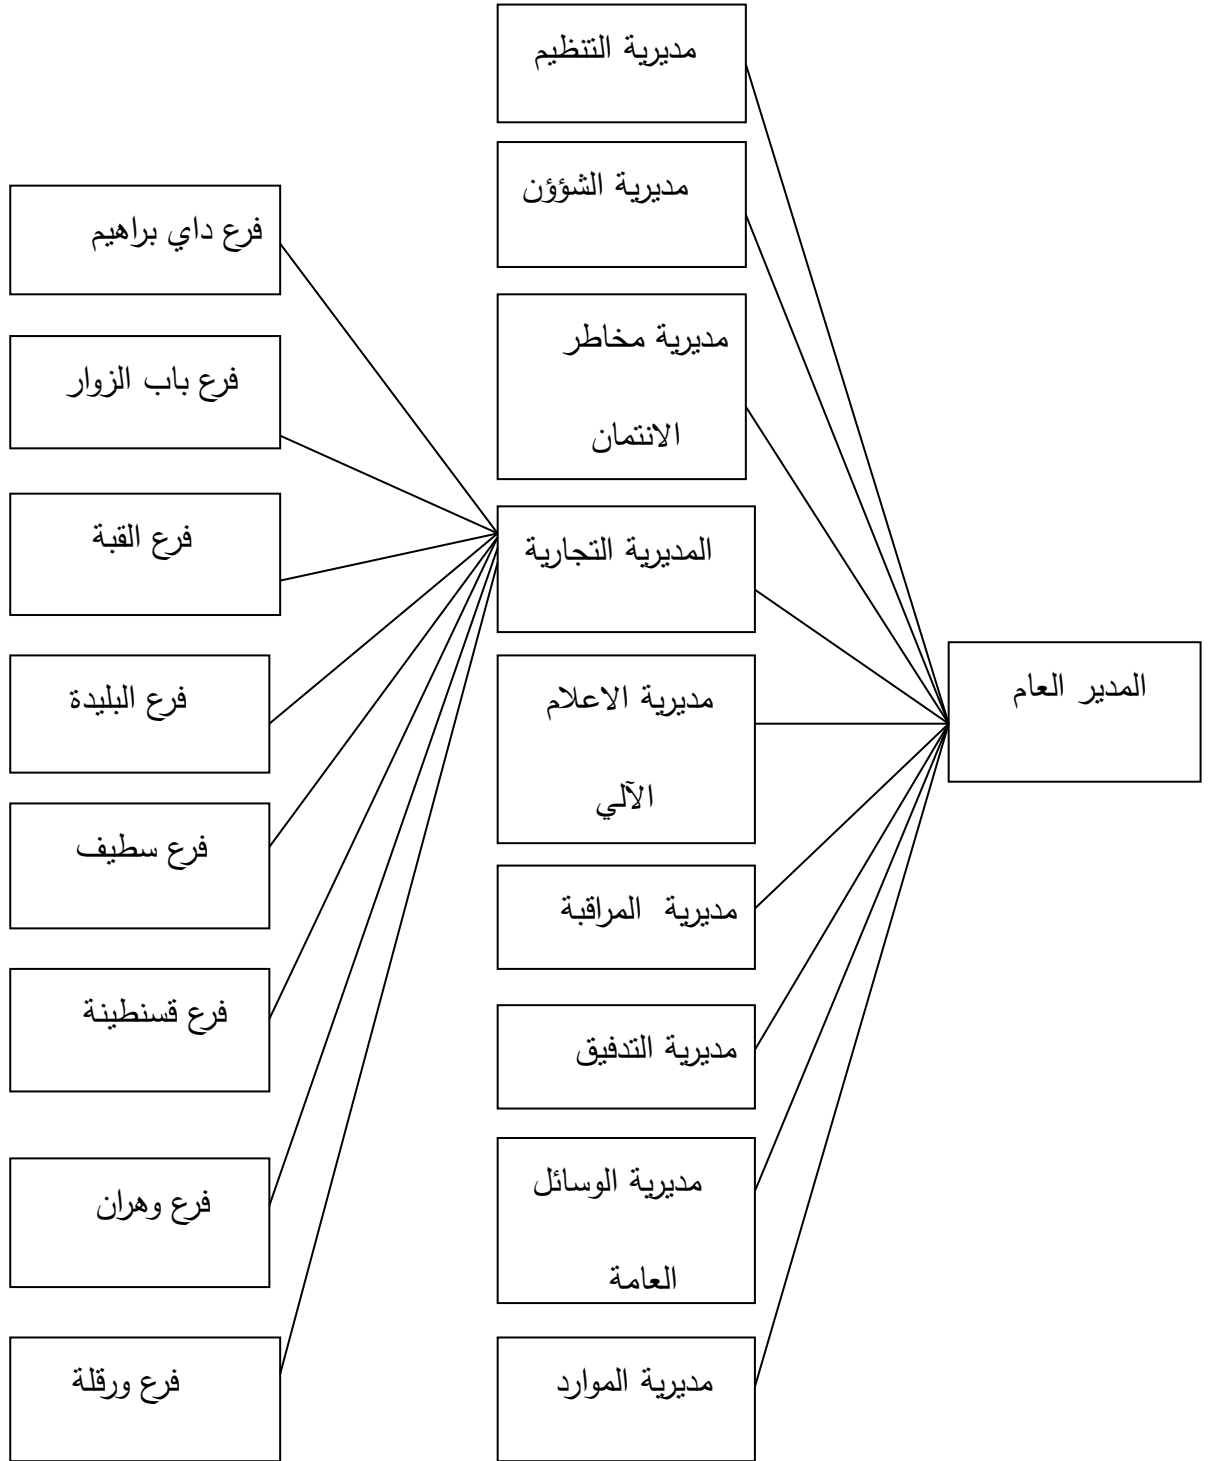 المدير العام
مديرية التنظيم
مديرية الشؤؤن
مديرية مخاطر
الانتمان
المديرية التجارية
مديرية الاعلام
الآلي
مديرية المراقبة
مديرية التدفيق
مديرية الوسائل
العامة
مديرية الموارد
فرع داي براهيم
فرع باب الزوار
فرع القبة
فرع البليدة
فرع سطيف
فرع قسنطينة
فرع وهران
فرع ورقلة